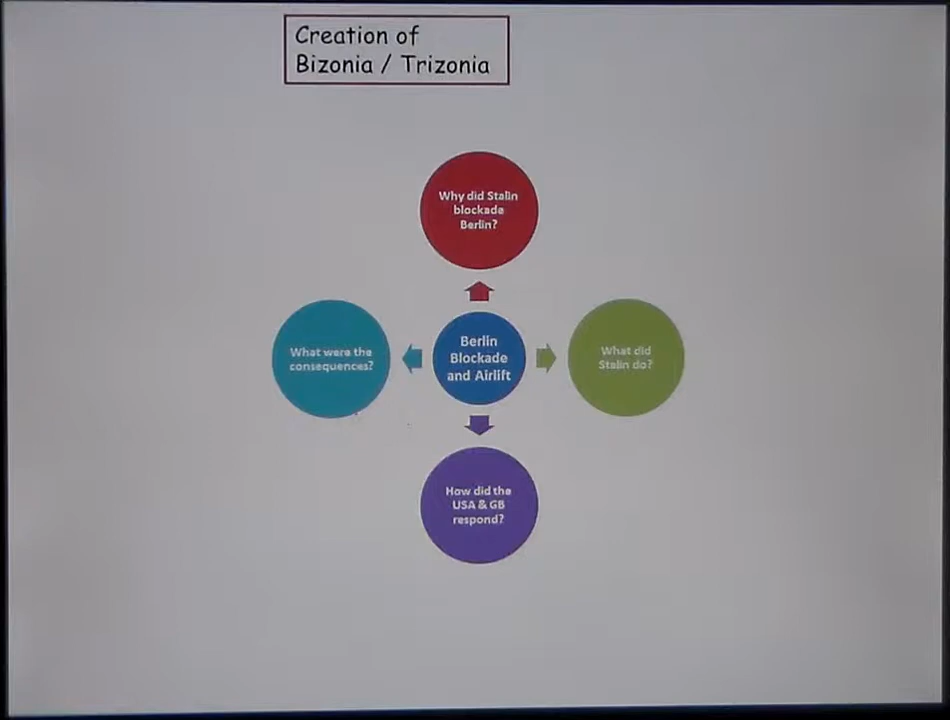 Creation of
Bizonia / Trizonia
Why did Stalin
blockade
Berlin?
What were the
consequences?
Berlin
Blockade
and Airlift
What did
Stalin do?
How did the
USA & GB
respond?